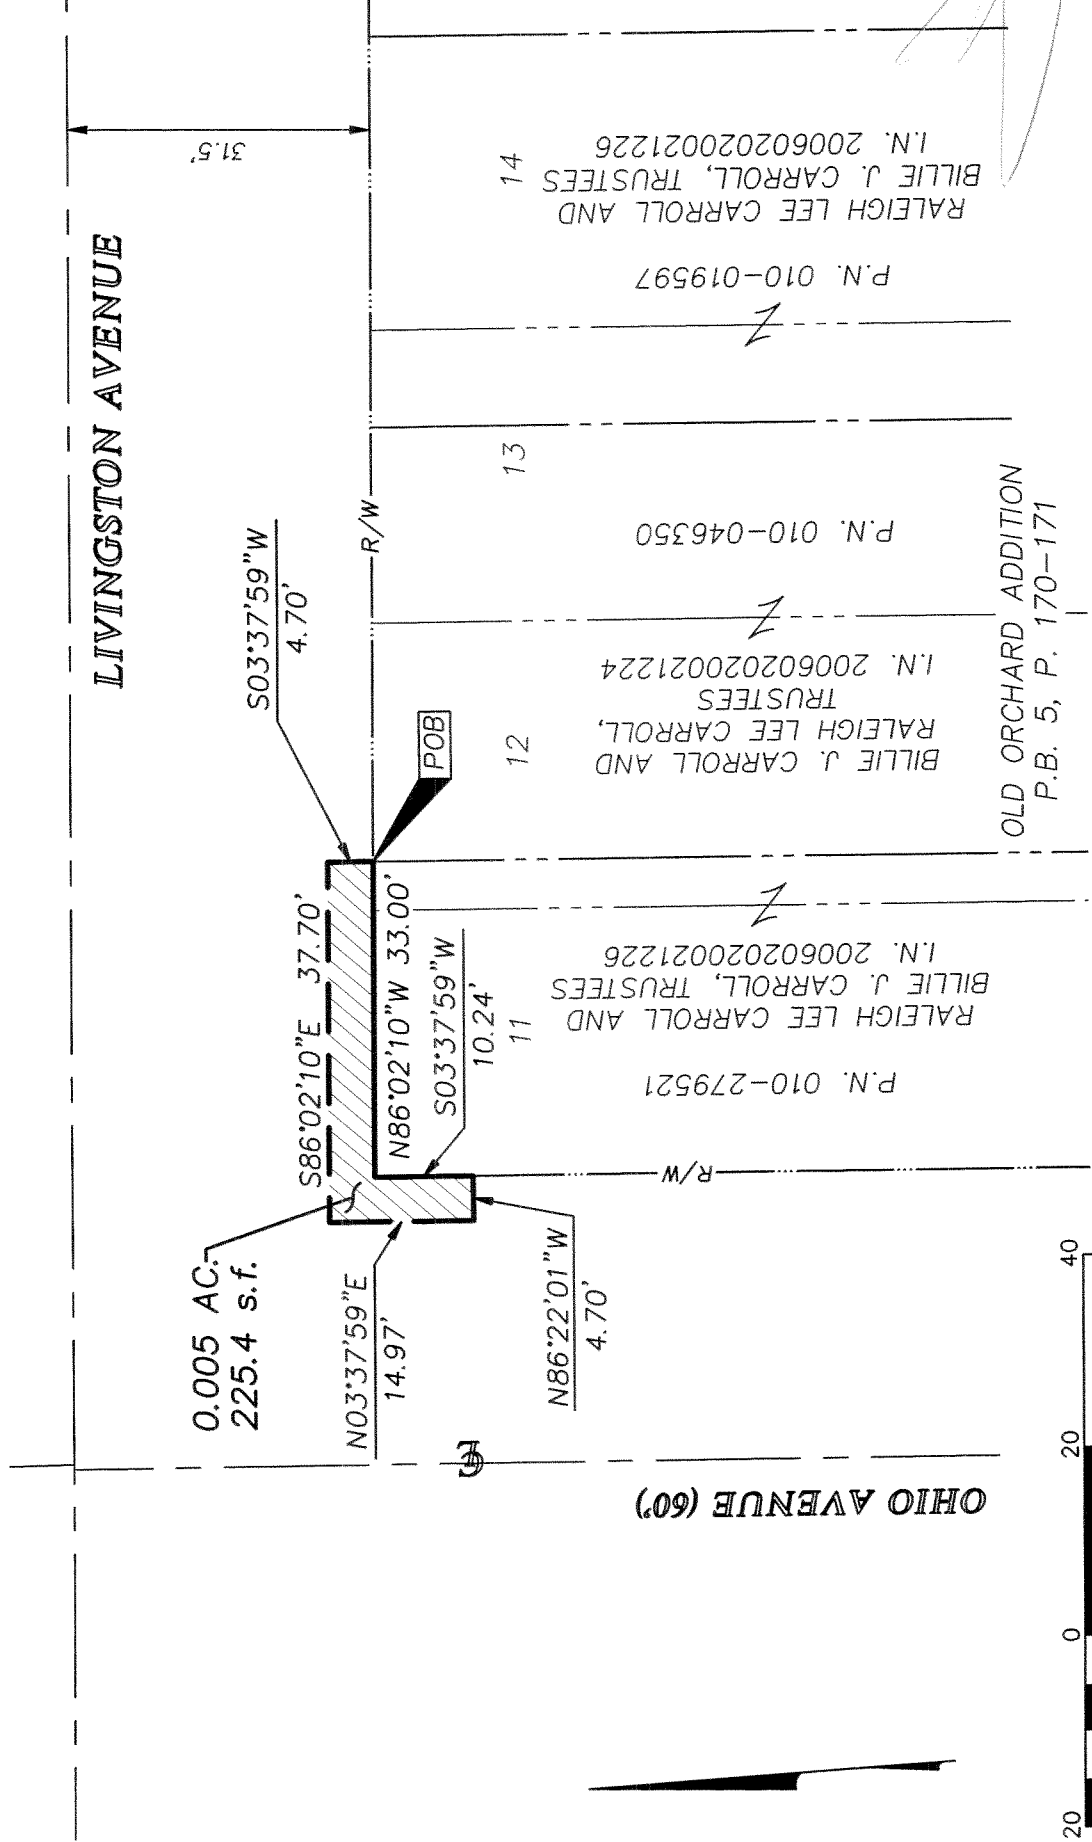 LIVINGSTON AVENUE
31.5'
0.005 AC.
225.4 s.f.
S86°02'10"E 37.70'
S03°37'59"W
4.70'
R/W
POB
N86°02'10"W 33.00'
S03°37'59"W
10.24'
N03°37'59"E
14.97'
N86°22'01"W
4.70'
11
12
13
14
R/W
P.N. 010-279521
RALEIGH LEE CARROLL AND
BILLIE J. CARROLL, TRUSTEES
I.N. 200602020021226
BILLIE J. CARROLL AND
RALEIGH LEE CARROLL,
TRUSTEES
I.N. 200602020021224
P.N. 010-046350
P.N. 010-019597
RALEIGH LEE CARROLL AND
BILLIE J. CARROLL, TRUSTEES
I.N. 200602020021226
OLD ORCHARD ADDITION
P.B. 5, P. 170-171
OHIO AVENUE (60')
20 0 20 40